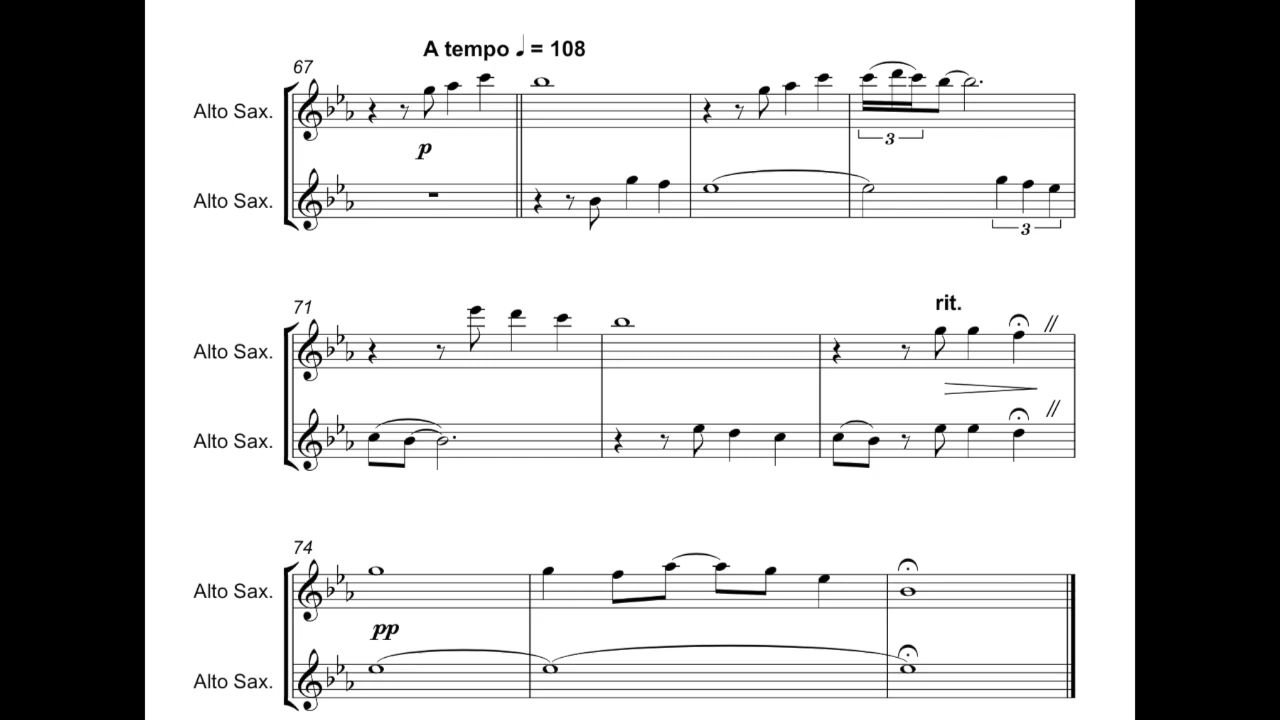 A tempo ♩ = 108
67
Alto Sax.
p
3
Alto Sax.
3
71
rit.
Alto Sax.
Alto Sax.
74
Alto Sax.
pp
Alto Sax.